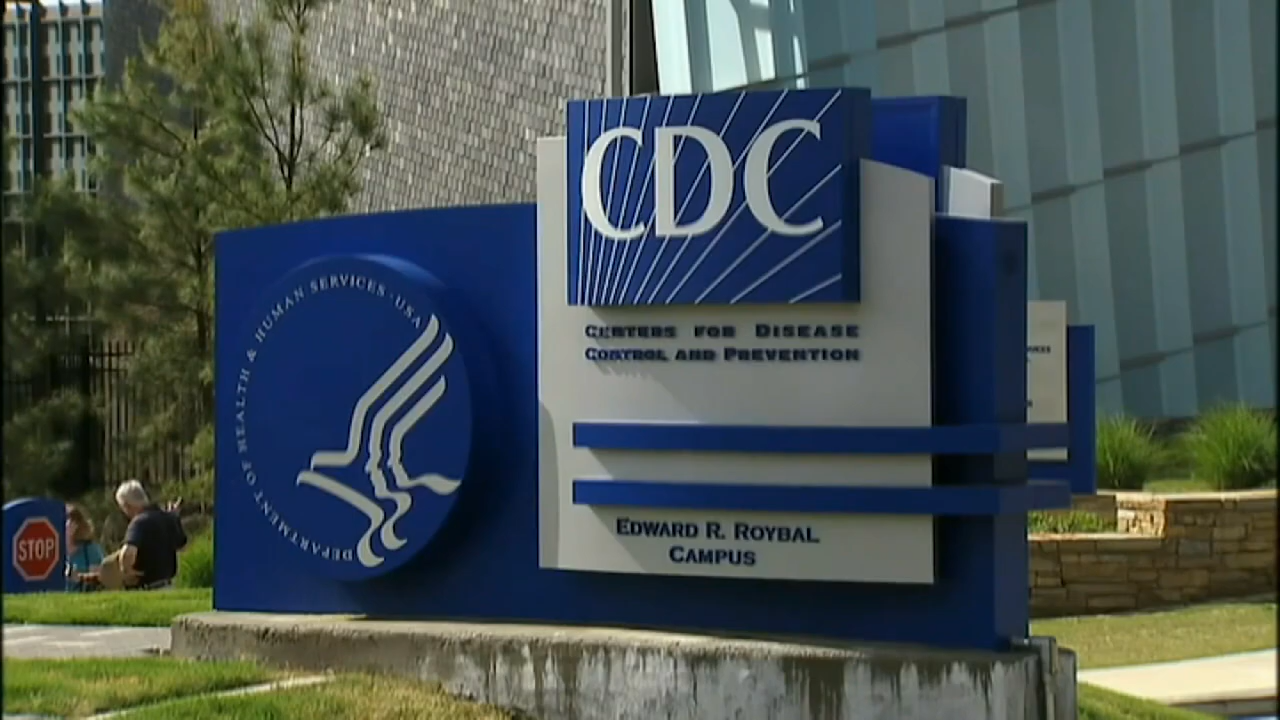 CDC
CENTERS FOR DISEASE
CONTROL AND PREVENTION
EDWARD R. ROYBAL
CAMPUS
DEPARTMENT OF HEALTH & HUMAN SERVICES · USA
STOP